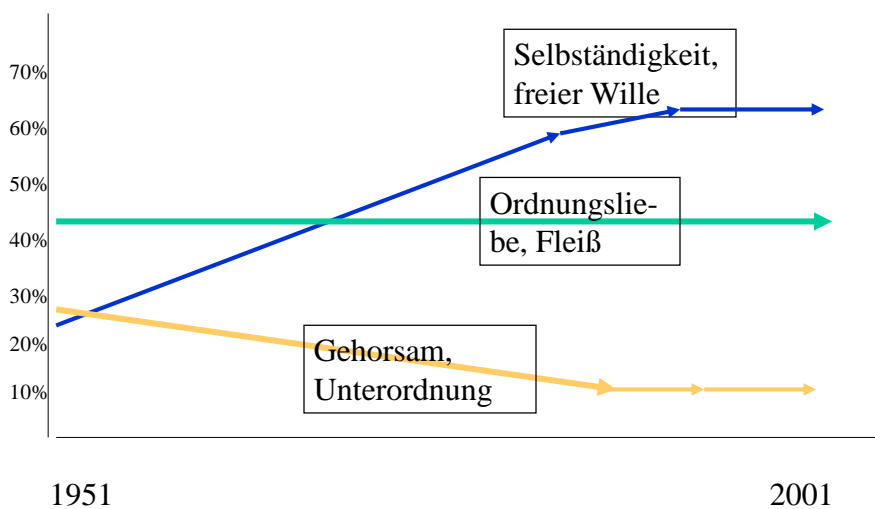 Selbständigkeit,
freier Wille
70%
60%
50%
Ordnungslie-
be, Fleiß
40%
30%
20%
Gehorsam,
Unterordnung
10%
1951 2001